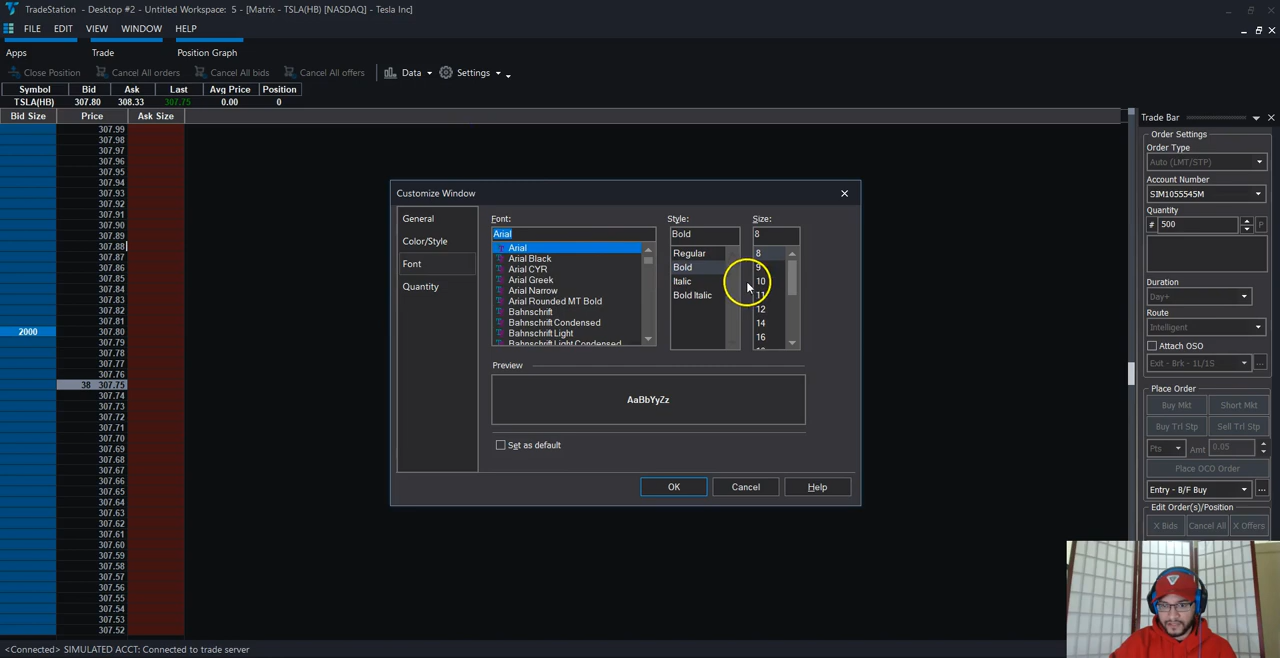 TradeStation - Desktop #2 - Untitled Workspace: 5 - [Matrix - TSLA(HB) [NASDAQ] - Tesla Inc]
FILE EDIT VIEW WINDOW HELP
Apps Trade Position Graph
Close Position Cancel All orders Cancel All bids Cancel All offers Data Settings
Symbol Bid Ask Last Avg Price Position
TSLA(HB) 307.80 308.33 307.75 0.00 0
Bid Size Price Ask Size
307.99
307.98
307.97
307.96
307.95
307.94
307.93
307.92
307.91
307.90
307.89
307.88
307.87
307.86
307.85
307.84
307.83
307.82
307.81
2000 307.80
307.79
307.78
307.77
307.76
38 307.75
307.74
307.73
307.72
307.71
307.70
307.69
307.68
307.67
307.66
307.65
307.64
307.63
307.62
307.61
307.60
307.59
307.58
307.57
307.56
307.55
307.54
307.53
307.52
Customize Window
General
Color/Style
Font
Quantity
Font:
Arial
Arial
Arial Black
Arial CYR
Arial Greek
Arial Narrow
Arial Rounded MT Bold
Bahnschrift
Bahnschrift Condensed
Bahnschrift Light
Bahnschrift Light Condensed
Style:
Bold
Regular
Bold
Italic
Bold Italic
Size:
8
8
9
10
11
12
14
16
Preview
AaBbYyZz
Set as default
OK Cancel Help
Trade Bar
Order Settings
Order Type
Auto (LMT/STP)
Account Number
SIM1055545M
Quantity
# 500 P
Duration
Day+
Route
Intelligent
Attach OSO
Exit - Brk - 1L/1S ...
Place Order
Buy Mkt Short Mkt
Buy Trl Stp Sell Trl Stp
Pts Amt 0.05
Place OCO Order
Entry - B/F Buy ...
Edit Order(s)/Position
X Bids Cancel All X Offers
<Connected> SIMULATED ACCT: Connected to trade server